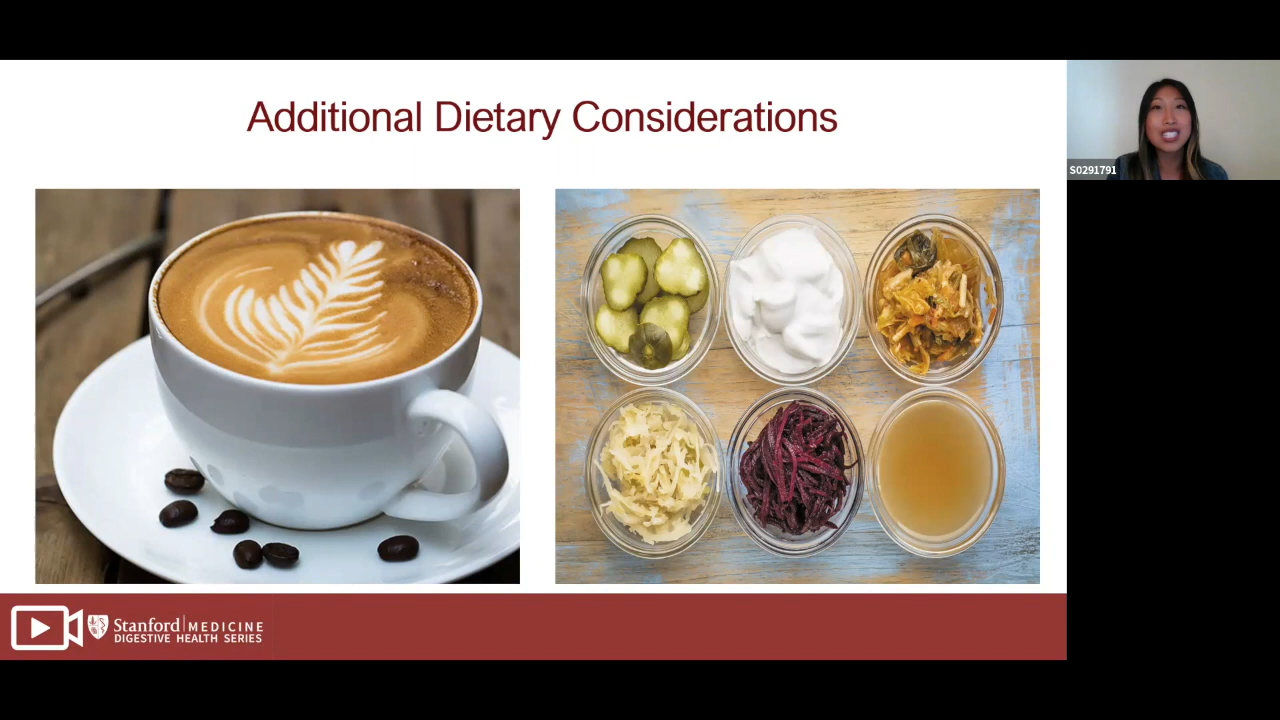 Additional Dietary Considerations
S0291791
Stanford MEDICINE
DIGESTIVE HEALTH SERIES